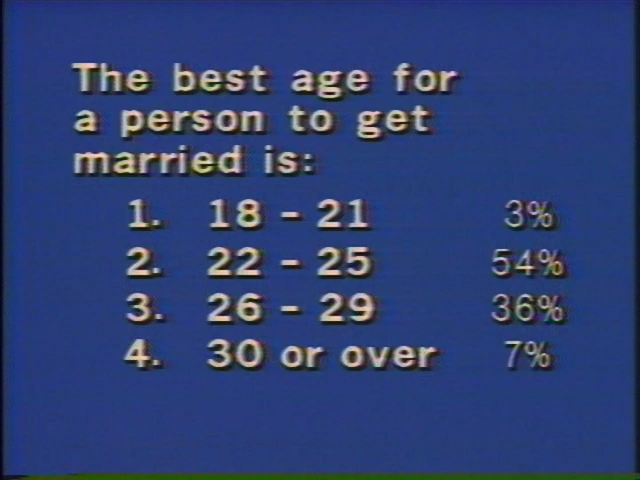 The best age for
a person to get
married is:
1. 18 - 21 3%
2. 22 - 25 54%
3. 26 - 29 36%
4. 30 or over 7%